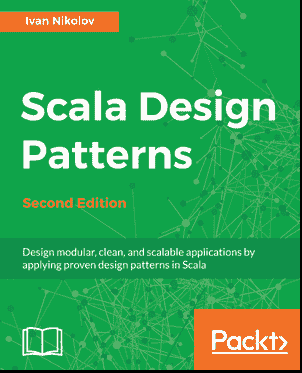 Ivan Nikolov
Scala Design
Patterns
Second Edition
Design modular, clean, and scalable applications by
applying proven design patterns in Scala
Packt>